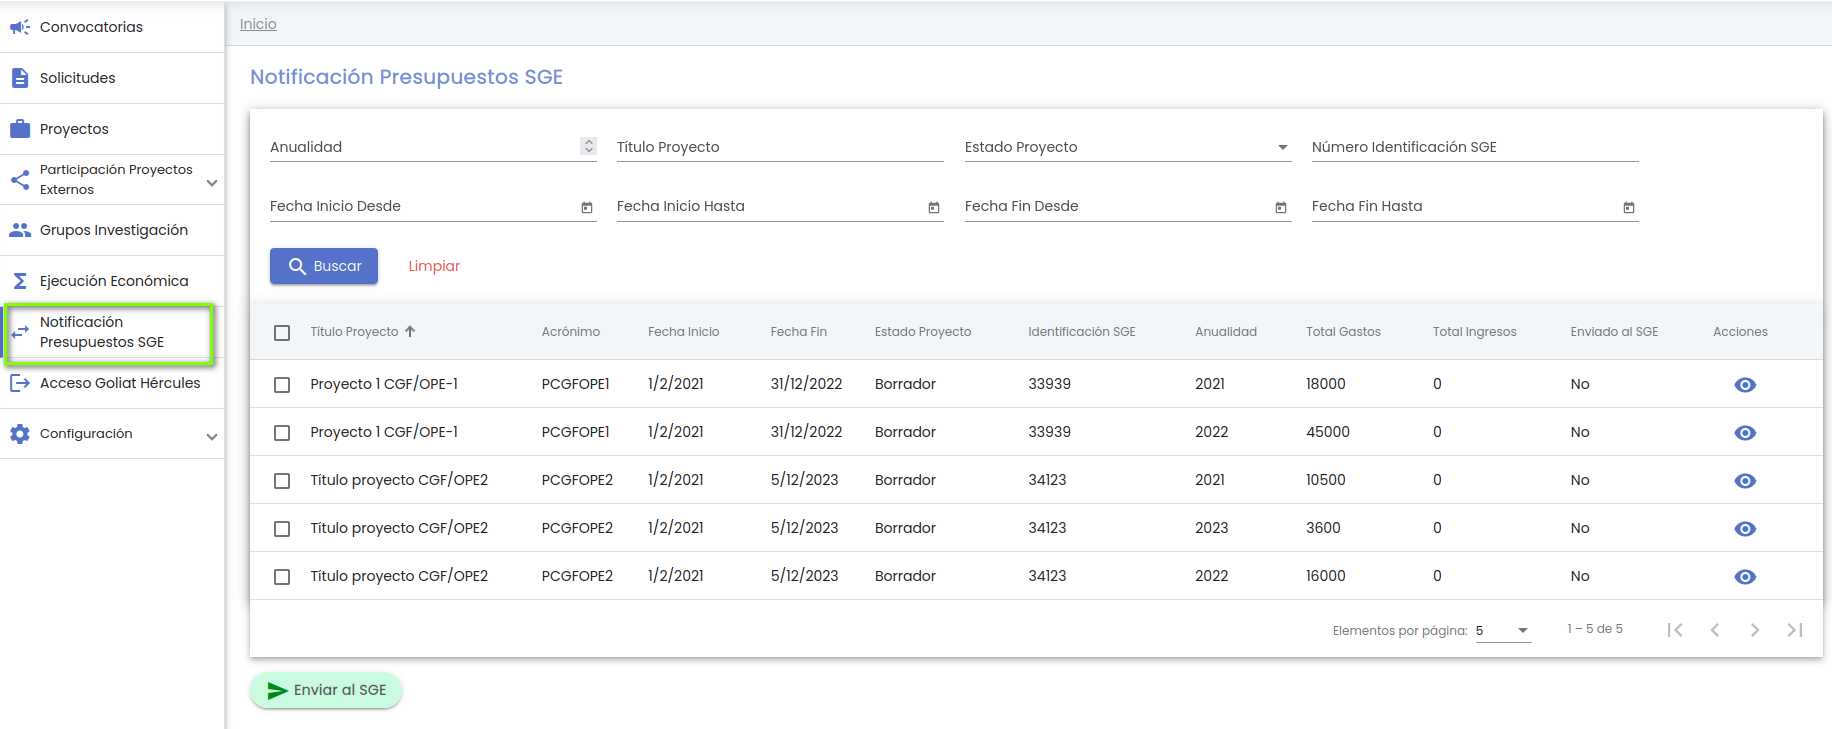 Convocatorias
Solicitudes
Proyectos
Participación Proyectos
Externos
Grupos Investigación
Ejecución Económica
Notificación
Presupuestos SGE
Acceso Goliat Hércules
Configuración
Inicio
Notificación Presupuestos SGE
Anualidad Título Proyecto Estado Proyecto Número Identificación SGE
Fecha Inicio Desde Fecha Inicio Hasta Fecha Fin Desde Fecha Fin Hasta
Buscar Limpiar
Título Proyecto Acrónimo Fecha Inicio Fecha Fin Estado Proyecto Identificación SGE Anualidad Total Gastos Total Ingresos Enviado al SGE Acciones
Proyecto 1 CGF/OPE-1 PCGFOPE1 1/2/2021 31/12/2022 Borrador 33939 2021 18000 0 No
Proyecto 1 CGF/OPE-1 PCGFOPE1 1/2/2021 31/12/2022 Borrador 33939 2022 45000 0 No
Título proyecto CGF/OPE2 PCGFOPE2 1/2/2021 5/12/2023 Borrador 34123 2021 10500 0 No
Título proyecto CGF/OPE2 PCGFOPE2 1/2/2021 5/12/2023 Borrador 34123 2023 3600 0 No
Título proyecto CGF/OPE2 PCGFOPE2 1/2/2021 5/12/2023 Borrador 34123 2022 16000 0 No
Elementos por página: 5 1 – 5 de 5
Enviar al SGE